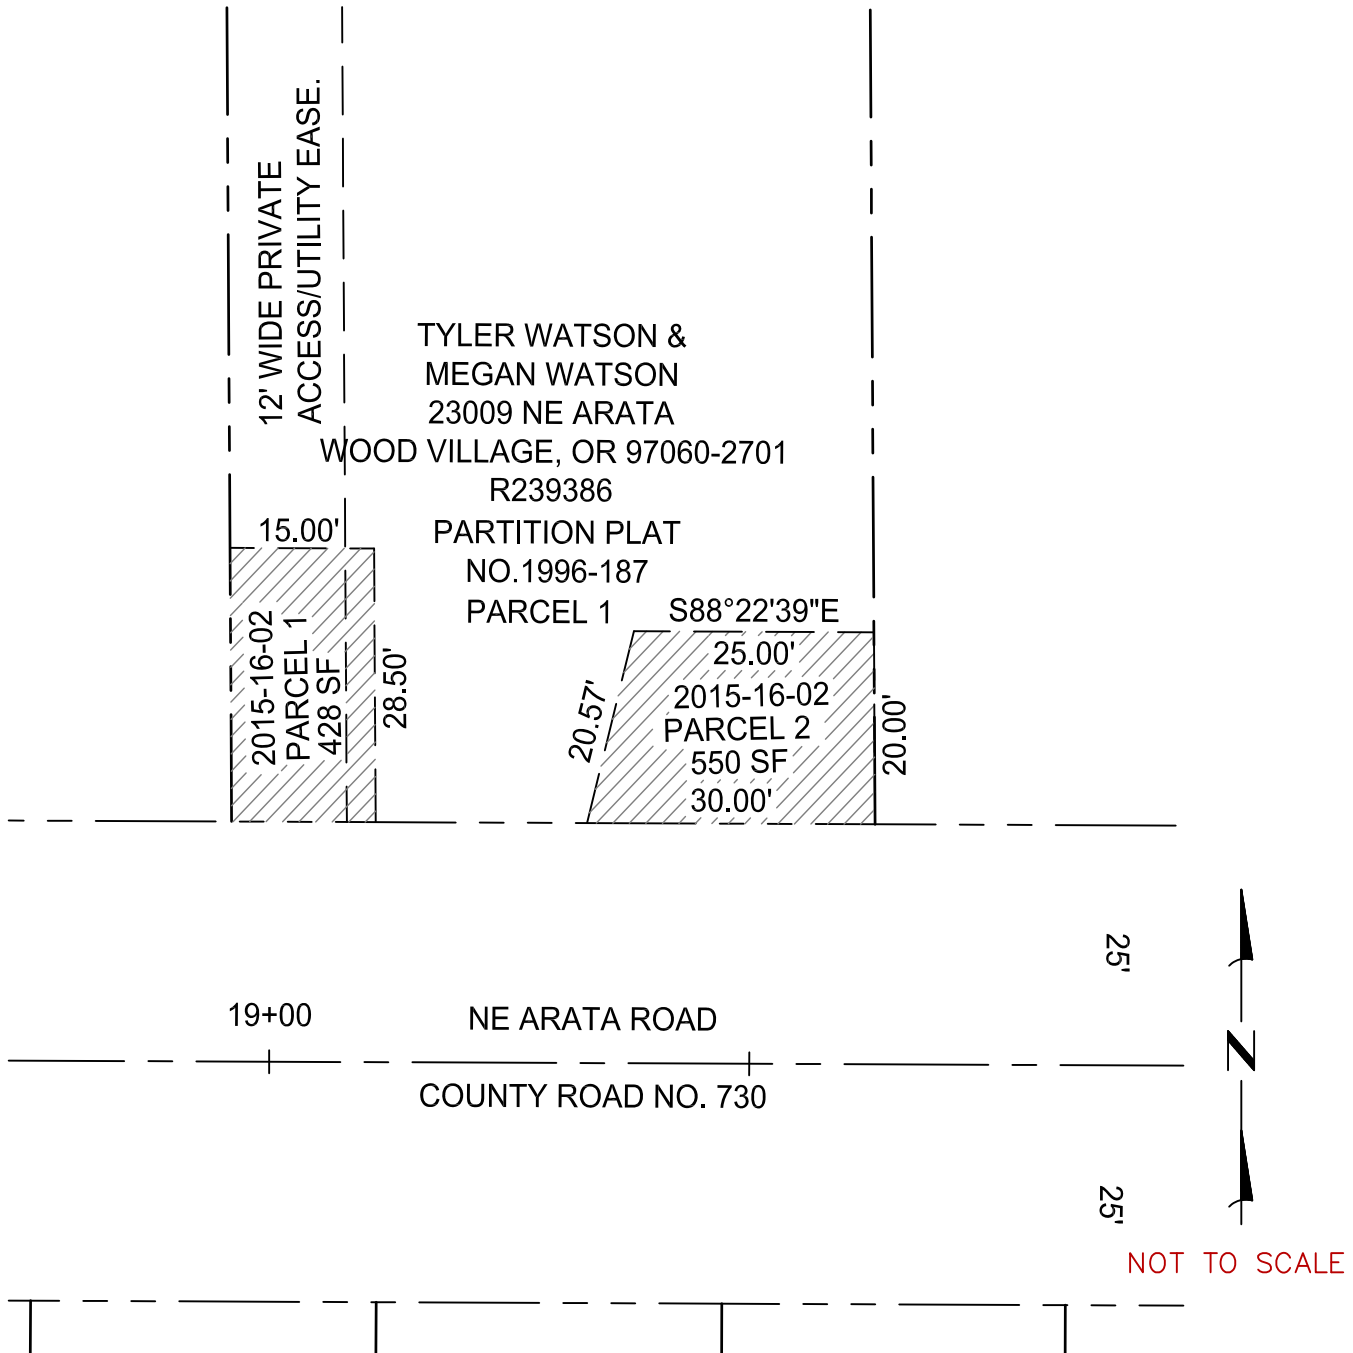 12' WIDE PRIVATE
ACCESS/UTILITY EASE.
TYLER WATSON &
MEGAN WATSON
23009 NE ARATA
WOOD VILLAGE, OR 97060-2701
R239386
PARTITION PLAT
NO.1996-187
PARCEL 1
15.00'
2015-16-02
PARCEL 1
428 SF
28.50'
S88°22'39"E
25.00'
20.57'
2015-16-02
PARCEL 2
550 SF
30.00'
20.00'
25'
19+00
NE ARATA ROAD
COUNTY ROAD NO. 730
N
25'
NOT TO SCALE